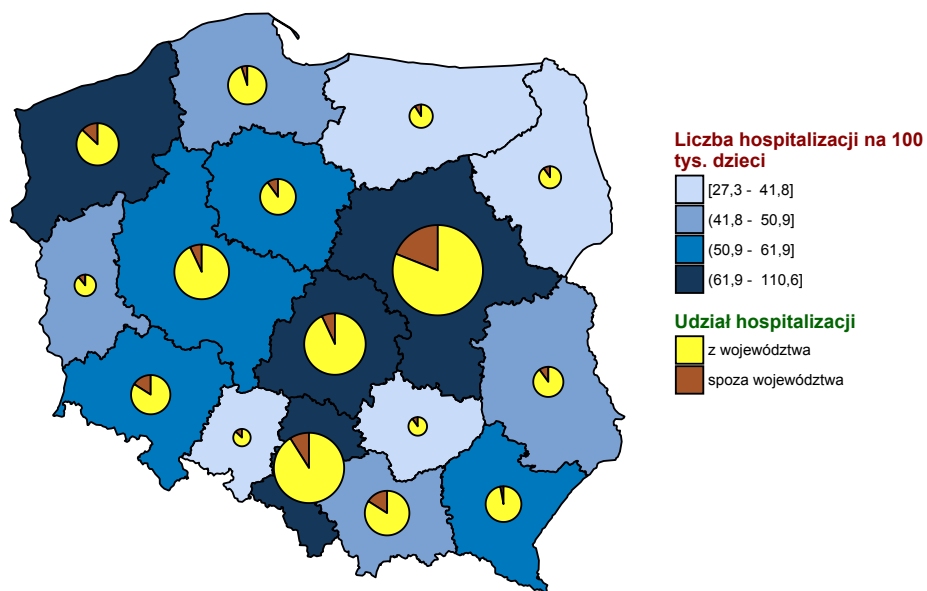 Liczba hospitalizacji na 100
tys. dzieci
[27,3 - 41,8]
(41,8 - 50,9]
(50,9 - 61,9]
(61,9 - 110,6]
Udział hospitalizacji
z województwa
spoza województwa